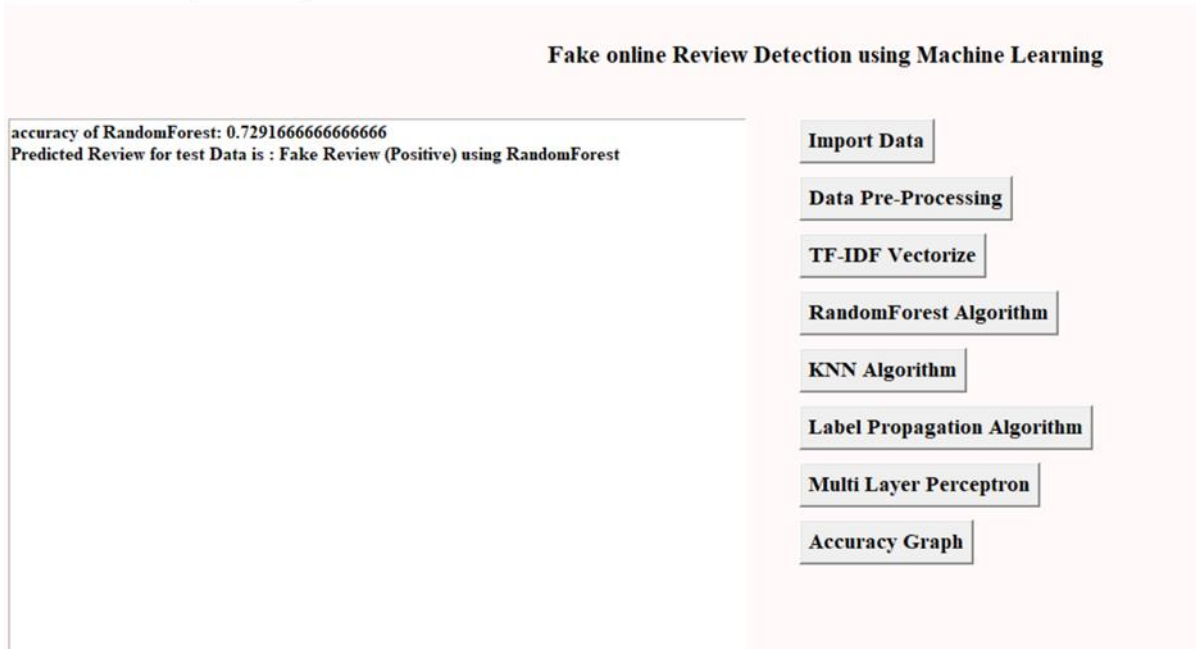 Fake online Review Detection using Machine Learning
accuracy of RandomForest: 0.7291666666666666
Predicted Review for test Data is : Fake Review (Positive) using RandomForest
Import Data
Data Pre-Processing
TF-IDF Vectorize
RandomForest Algorithm
KNN Algorithm
Label Propagation Algorithm
Multi Layer Perceptron
Accuracy Graph